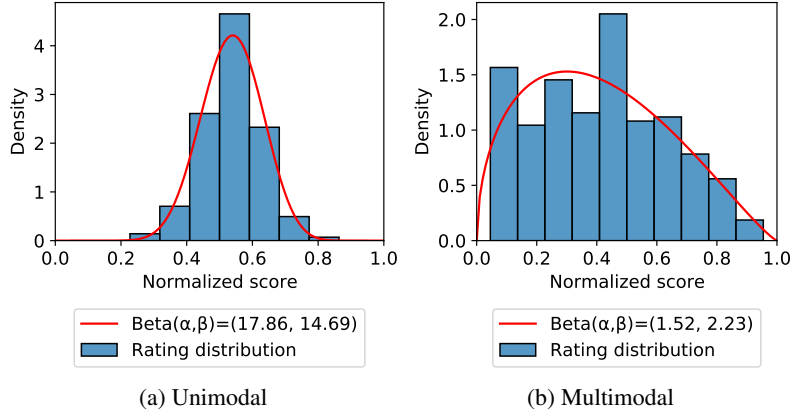 Density
4
3
2
1
0
0.0 0.2 0.4 0.6 0.8 1.0
Normalized score
Beta(α,β)=(17.86, 14.69)
Rating distribution
(a) Unimodal
Density
2.0
1.5
1.0
0.5
0.0
0.0 0.2 0.4 0.6 0.8 1.0
Normalized score
Beta(α,β)=(1.52, 2.23)
Rating distribution
(b) Multimodal